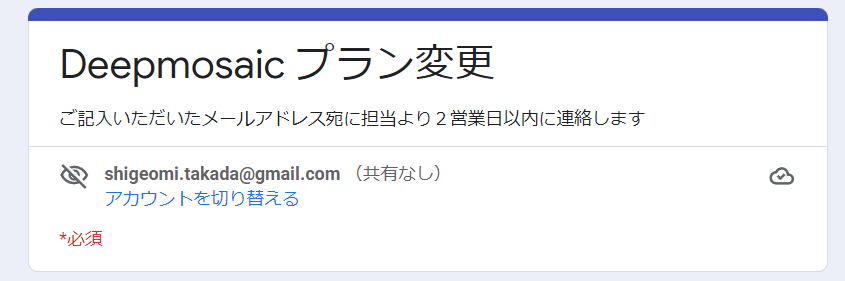 Deepmosaic プラン変更
ご記入いただいたメールアドレス宛に担当より２営業日以内に連絡します
shigeomi.takada@gmail.com （共有なし）
アカウントを切り替える
*必須